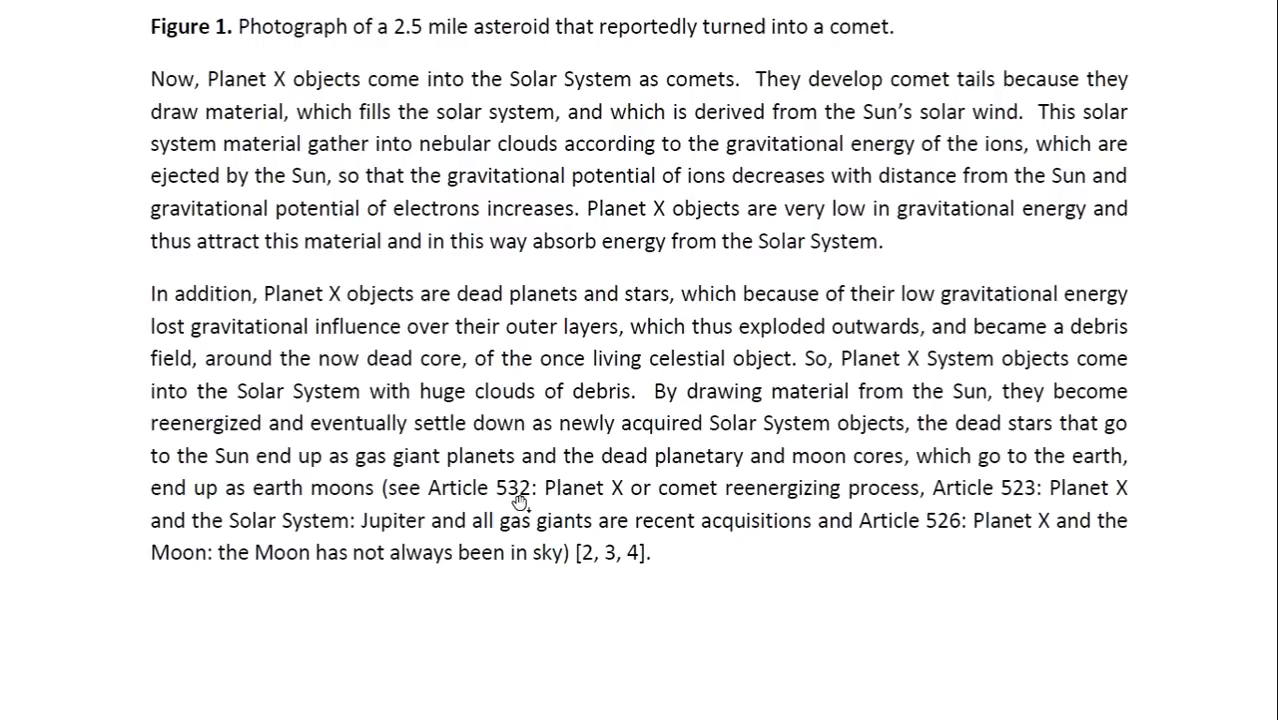 Figure 1. Photograph of a 2.5 mile asteroid that reportedly turned into a comet.
Now, Planet X objects come into the Solar System as comets.  They develop comet tails because they
draw material, which fills the solar system, and which is derived from the Sun’s solar wind.  This solar
system material gather into nebular clouds according to the gravitational energy of the ions, which are
ejected by the Sun, so that the gravitational potential of ions decreases with distance from the Sun and
gravitational potential of electrons increases. Planet X objects are very low in gravitational energy and
thus attract this material and in this way absorb energy from the Solar System.
In addition, Planet X objects are dead planets and stars, which because of their low gravitational energy
lost gravitational influence over their outer layers, which thus exploded outwards, and became a debris
field, around the now dead core, of the once living celestial object. So, Planet X System objects come
into the Solar System with huge clouds of debris.  By drawing material from the Sun, they become
reenergized and eventually settle down as newly acquired Solar System objects, the dead stars that go
to the Sun end up as gas giant planets and the dead planetary and moon cores, which go to the earth,
end up as earth moons (see Article 532: Planet X or comet reenergizing process, Article 523: Planet X
and the Solar System: Jupiter and all gas giants are recent acquisitions and Article 526: Planet X and the
Moon: the Moon has not always been in sky) [2, 3, 4].